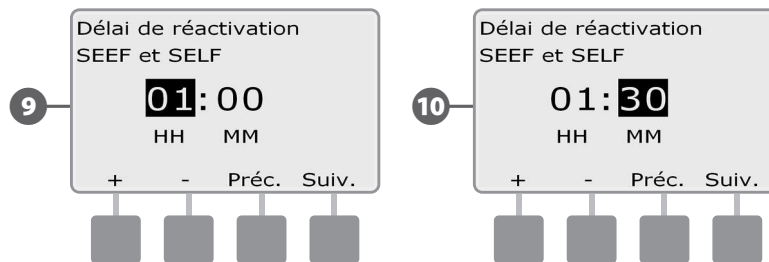 9
Délai de réactivation
SEEF et SELF
01:00
HH MM
+ - Préc. Suiv.
10
Délai de réactivation
SEEF et SELF
01:30
HH MM
+ - Préc. Suiv.